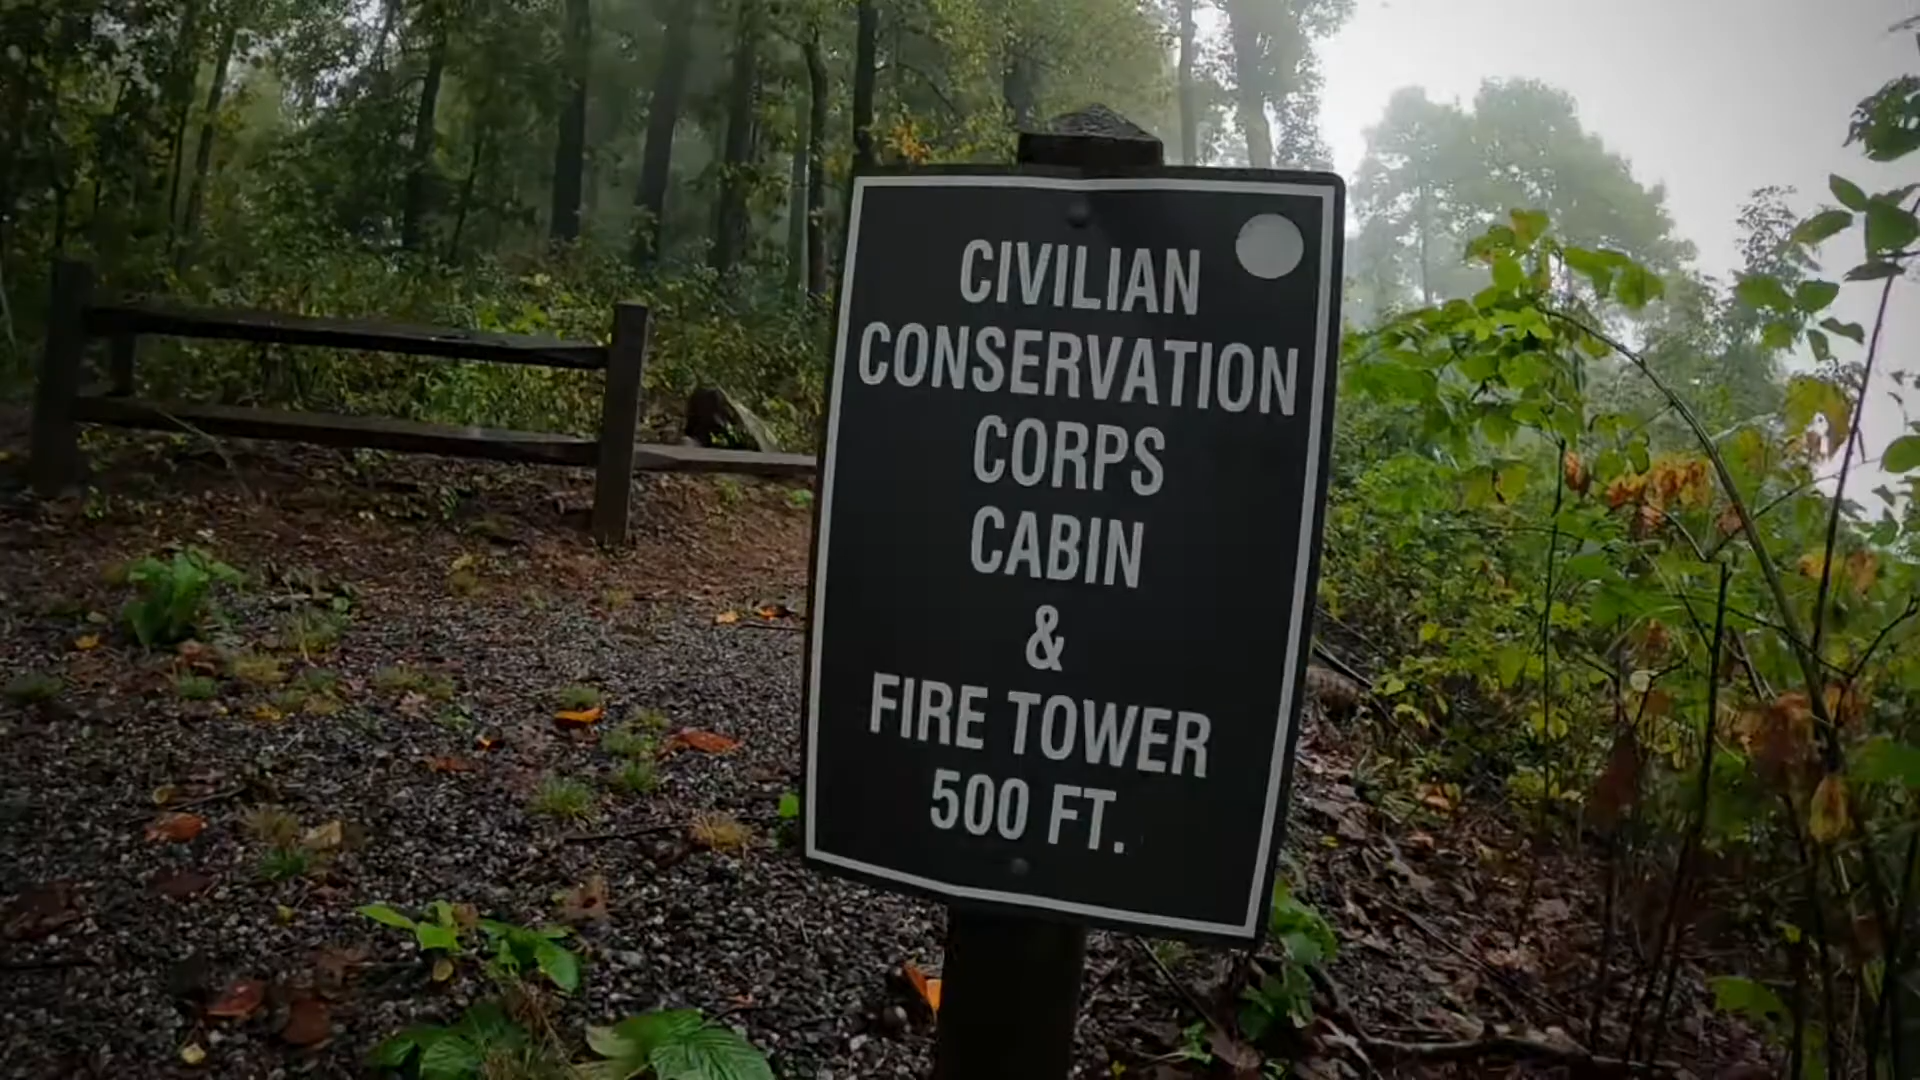 CIVILIAN
CONSERVATION
CORPS
CABIN
&
FIRE TOWER
500 FT.